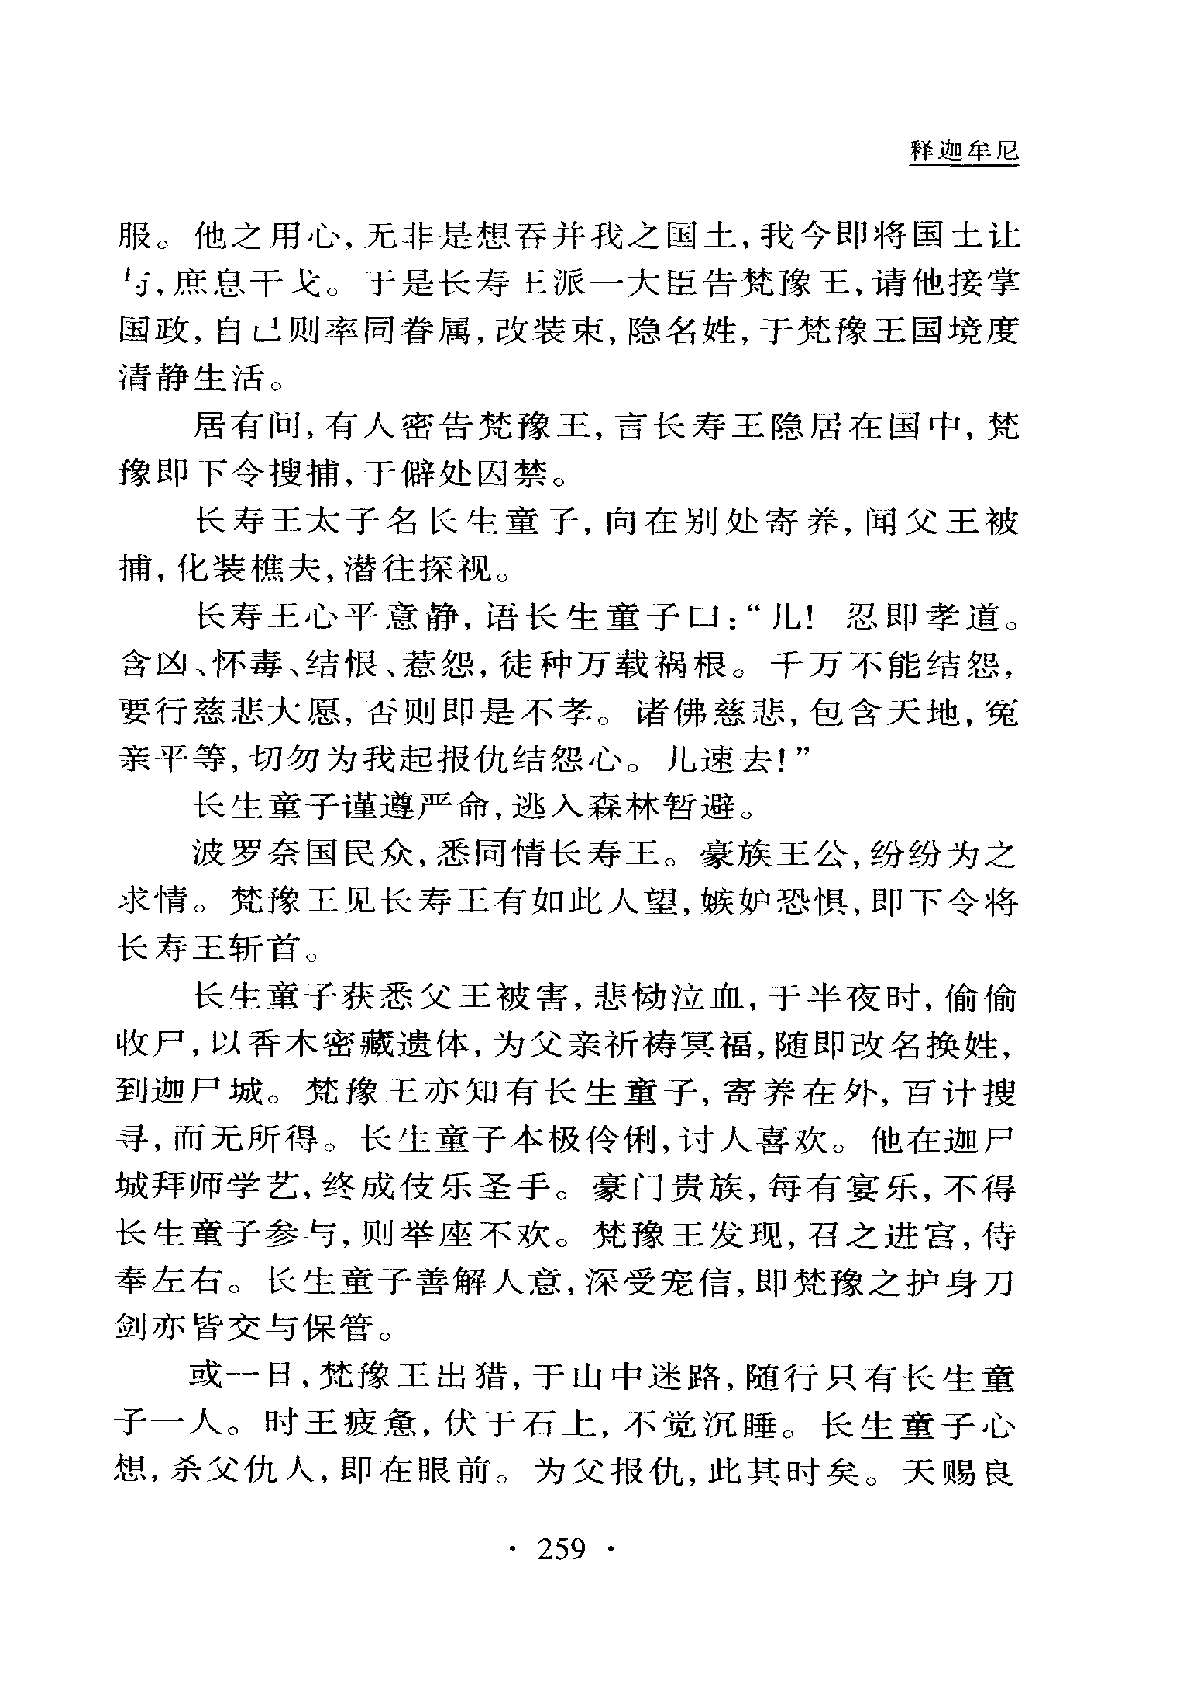 释迦牟尼
服。他之用心,无非是想吞并我之国土,我今即将国土让
与,庶息干戈。于是长寿王派一大臣告梵豫王,请他接掌
国政,自己则率同眷属,改装束,隐名姓,于梵豫王国境度
清静生活。
居有间,有人密告梵豫王,言长寿王隐居在国中,梵
豫即下令搜捕,于僻处囚禁。
长寿王太子名长生童子,向在别处寄养,闻父王被
捕,化装樵夫,潜往探视。
长寿王心平意静,语长生童子曰:“儿! 忍即孝道。
含凶、怀毒、结恨、惹怨,徒种万载祸根。千万不能结怨,
要行慈悲大愿,否则即是不孝。诸佛慈悲,包含天地,冤
亲平等,切勿为我起报仇结怨心。儿速去!”
长生童子谨遵严命,逃入森林暂避。
波罗奈国民众,悉同情长寿王。豪族王公,纷纷为之
求情。梵豫王见长寿王有如此人望,嫉妒恐惧,即下令将
长寿王斩首。
长生童子获悉父王被害,悲恸泣血,于半夜时,偷偷
收尸,以香木密藏遗体,为父亲祈祷冥福,随即改名换姓,
到迦尸城。梵豫王亦知有长生童子,寄养在外,百计搜
寻,而无所得。长生童子本极伶俐,讨人喜欢。他在迦尸
城拜师学艺,终成伎乐圣手。豪门贵族,每有宴乐,不得
长生童子参与,则举座不欢。梵豫王发现,召之进宫,侍
奉左右。长生童子善解人意,深受宠信,即梵豫之护身刀
剑亦皆交与保管。
或一日,梵豫王出猎,于山中迷路,随行只有长生童
子一人。时王疲惫,伏于石上,不觉沉睡。长生童子心
想,杀父仇人,即在眼前。为父报仇,此其时矣。天赐良
· 259 ·